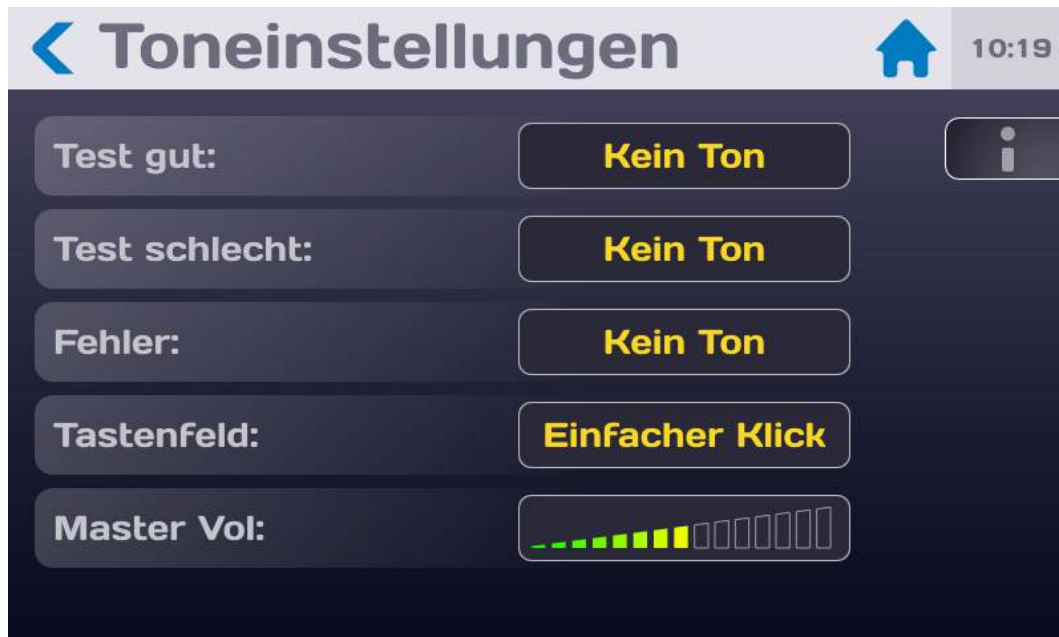 Toneinstellungen
10:19
Test gut: Kein Ton
Test schlecht: Kein Ton
Fehler: Kein Ton
Tastenfeld: Einfacher Klick
Master Vol: